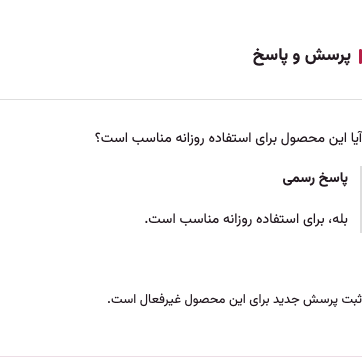 پرسش و پاسخ
آیا این محصول برای استفاده روزانه مناسب است؟
پاسخ رسمی
بله، برای استفاده روزانه مناسب است.
ثبت پرسش جدید برای این محصول غیرفعال است.